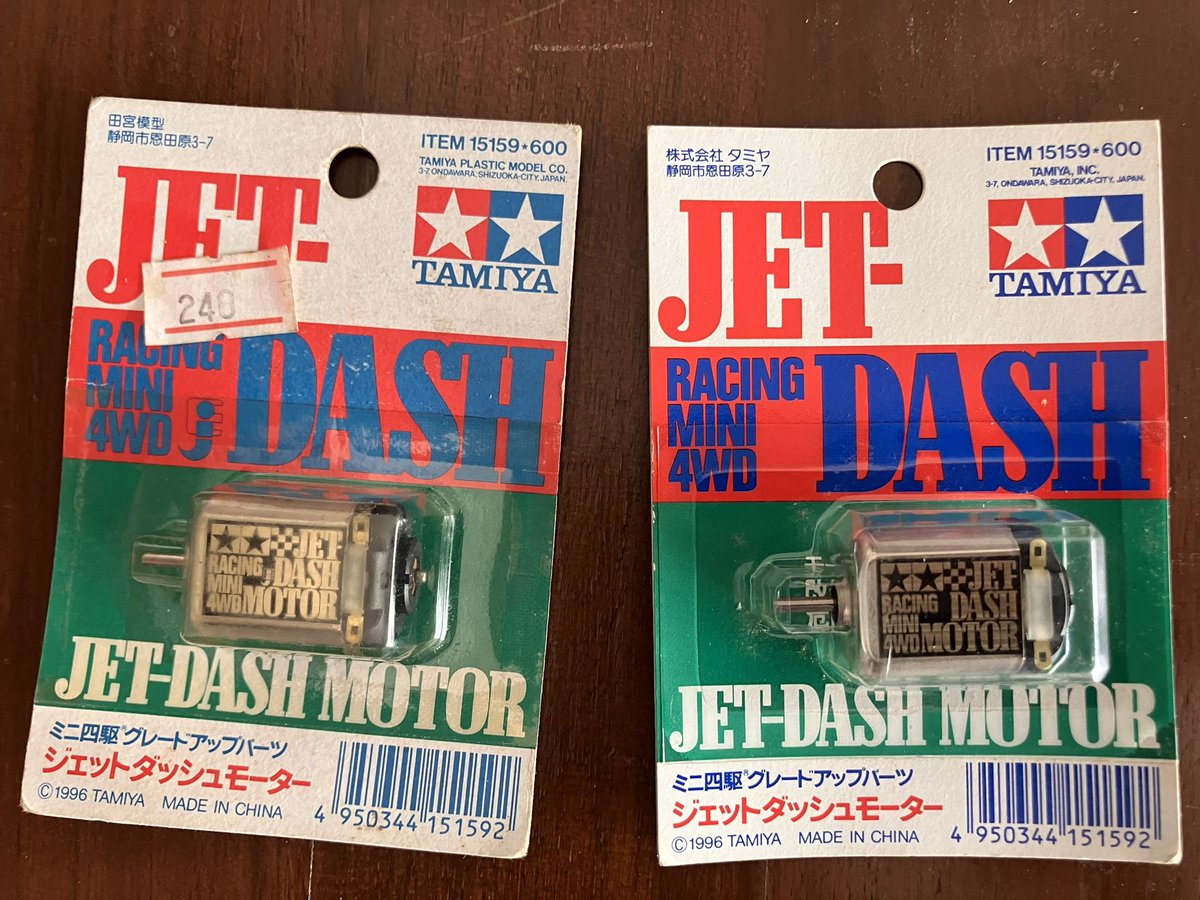 田宮模型
静岡市恩田原3-7
ITEM 15159*600
TAMIYA PLASTIC MODEL CO.
3-7, ONDAWARA, SHIZUOKA-CITY, JAPAN.
JET-
TAMIYA
240
RACING
MINI
4WD
DASH
JET
RACING
MINI
4WD
DASH
MOTOR
JET-DASH MOTOR
ミニ四駆®グレードアップパーツ
ジェットダッシュモーター
©1996 TAMIYA MADE IN CHINA
4 950344 151592
株式会社 タミヤ
静岡市恩田原3-7
ITEM 15159*600
TAMIYA, INC.
3-7, ONDAWARA, SHIZUOKA-CITY, JAPAN.
JET-
TAMIYA
RACING
MINI
4WD
DASH
JET
RACING
MINI
4WD
DASH
MOTOR
JET-DASH MOTOR
ミニ四駆®グレードアップパーツ
ジェットダッシュモーター
©1996 TAMIYA MADE IN CHINA
4 950344 151592